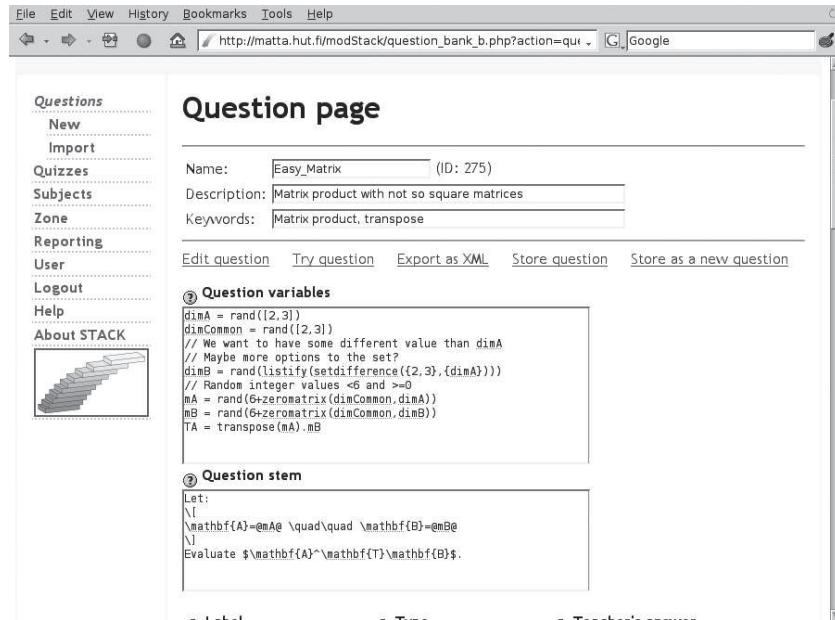 File Edit View History Bookmarks Tools Help
http://matta.hut.fi/modStack/question_bank_b.php?action=que G Google
Questions
New
Import
Quizzes
Subjects
Zone
Reporting
User
Logout
Help
About STACK
Question page
Name: Easy_Matrix (ID: 275)
Description: Matrix product with not so square matrices
Keywords: Matrix product, transpose
Edit question Try question Export as XML Store question Store as a new question
Question variables
dimA = rand([2,3])
dimCommon = rand([2,3])
// We want to have some different value than dimA
// Maybe more options to the set?
dimB = rand(listify(setdifference({2,3},{dimA})))
// Random integer values <6 and >=0
mA = rand(6+zeromatrix(dimCommon,dimA))
mB = rand(6+zeromatrix(dimCommon,dimB))
TA = transpose(mA).mB
Question stem
Let:
\[
\mathbf{A}=@mA@ \quad\quad \mathbf{B}=@mB@
\]
Evaluate $\mathbf{A}^\mathbf{T}\mathbf{B}$.
Label Type Teacher's answer